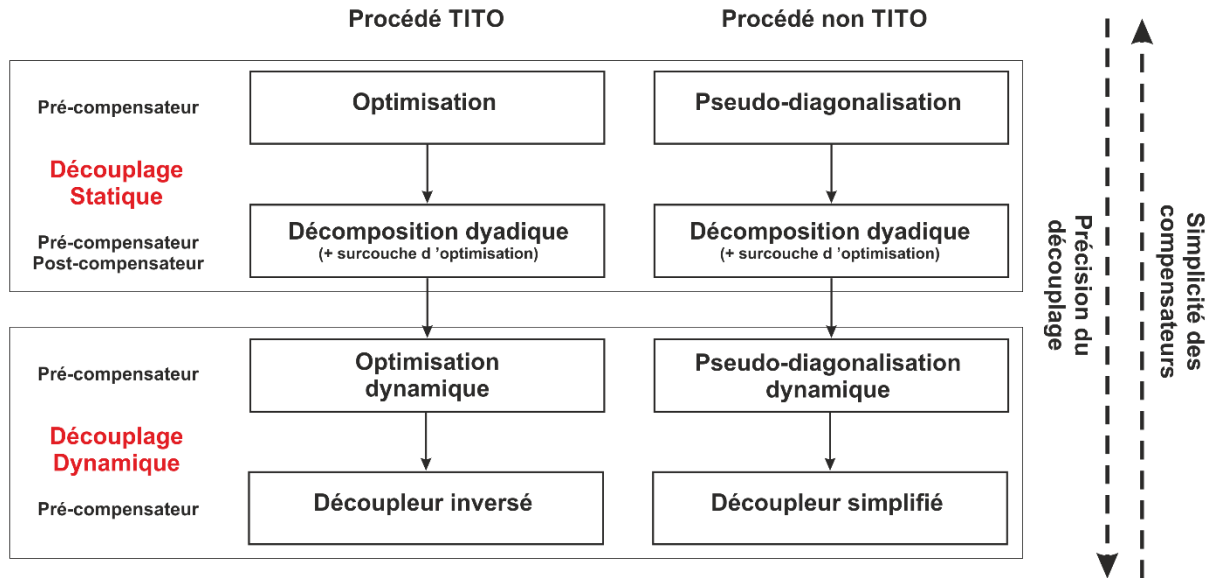 Procédé TITO
Procédé non TITO
Pré-compensateur
Optimisation
Pseudo-diagonalisation
Découplage
Statique
Pré-compensateur
Post-compensateur
Décomposition dyadique
(+ surcouche d 'optimisation)
Décomposition dyadique
(+ surcouche d 'optimisation)
Pré-compensateur
Optimisation
dynamique
Pseudo-diagonalisation
dynamique
Découplage
Dynamique
Pré-compensateur
Découpleur inversé
Découpleur simplifié
Précision du
découplage
Simplicité des
compensateurs